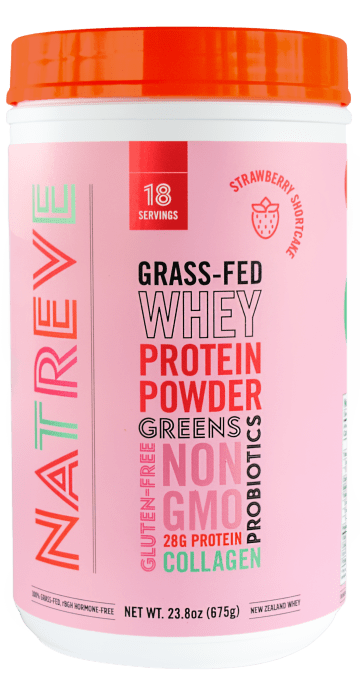 NATREVE
18
SERVINGS
STRAWBERRY SHORTCAKE
GRASS-FED
WHEY
PROTEIN
POWDER
GREENS
GLUTEN-FREE
NON
GMO
PROBIOTICS
28G PROTEIN
COLLAGEN
100% GRASS-FED, rBGH HORMONE-FREE
NET WT. 23.8oz (675g)
NEW ZEALAND WHEY